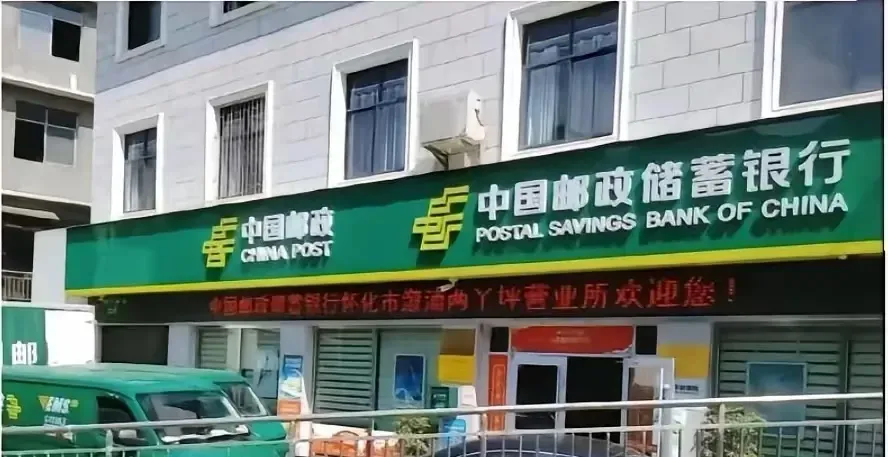 中国邮政
CHINA POST
中国邮政储蓄银行
POSTAL SAVINGS BANK OF CHINA
中国邮政储蓄银行怀化市溆浦两丫坪营业所欢迎您！
邮
EMS